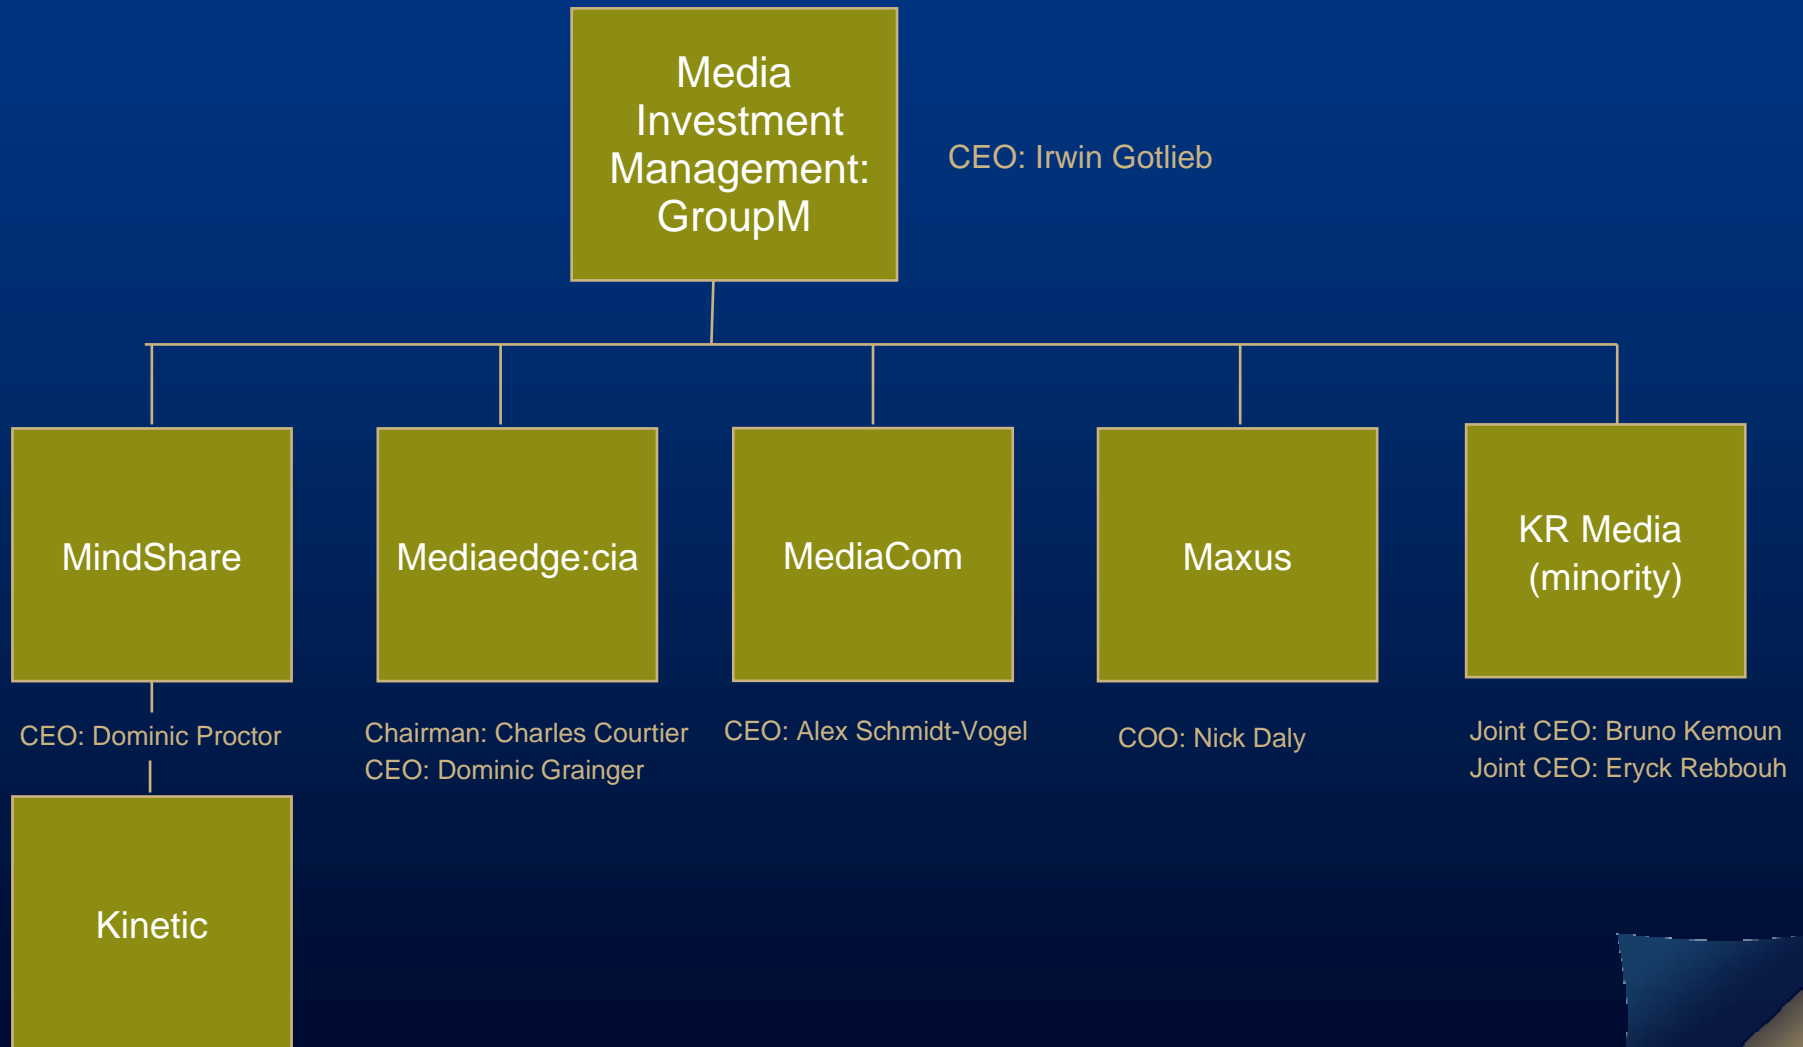 Media
Investment
Management:
GroupM
CEO: Irwin Gotlieb
MindShare
Mediaedge:cia
MediaCom
Maxus
KR Media
(minority)
CEO: Dominic Proctor
Chairman: Charles Courtier
CEO: Dominic Grainger
CEO: Alex Schmidt-Vogel
COO: Nick Daly
Joint CEO: Bruno Kemoun
Joint CEO: Eryck Rebbouh
Kinetic